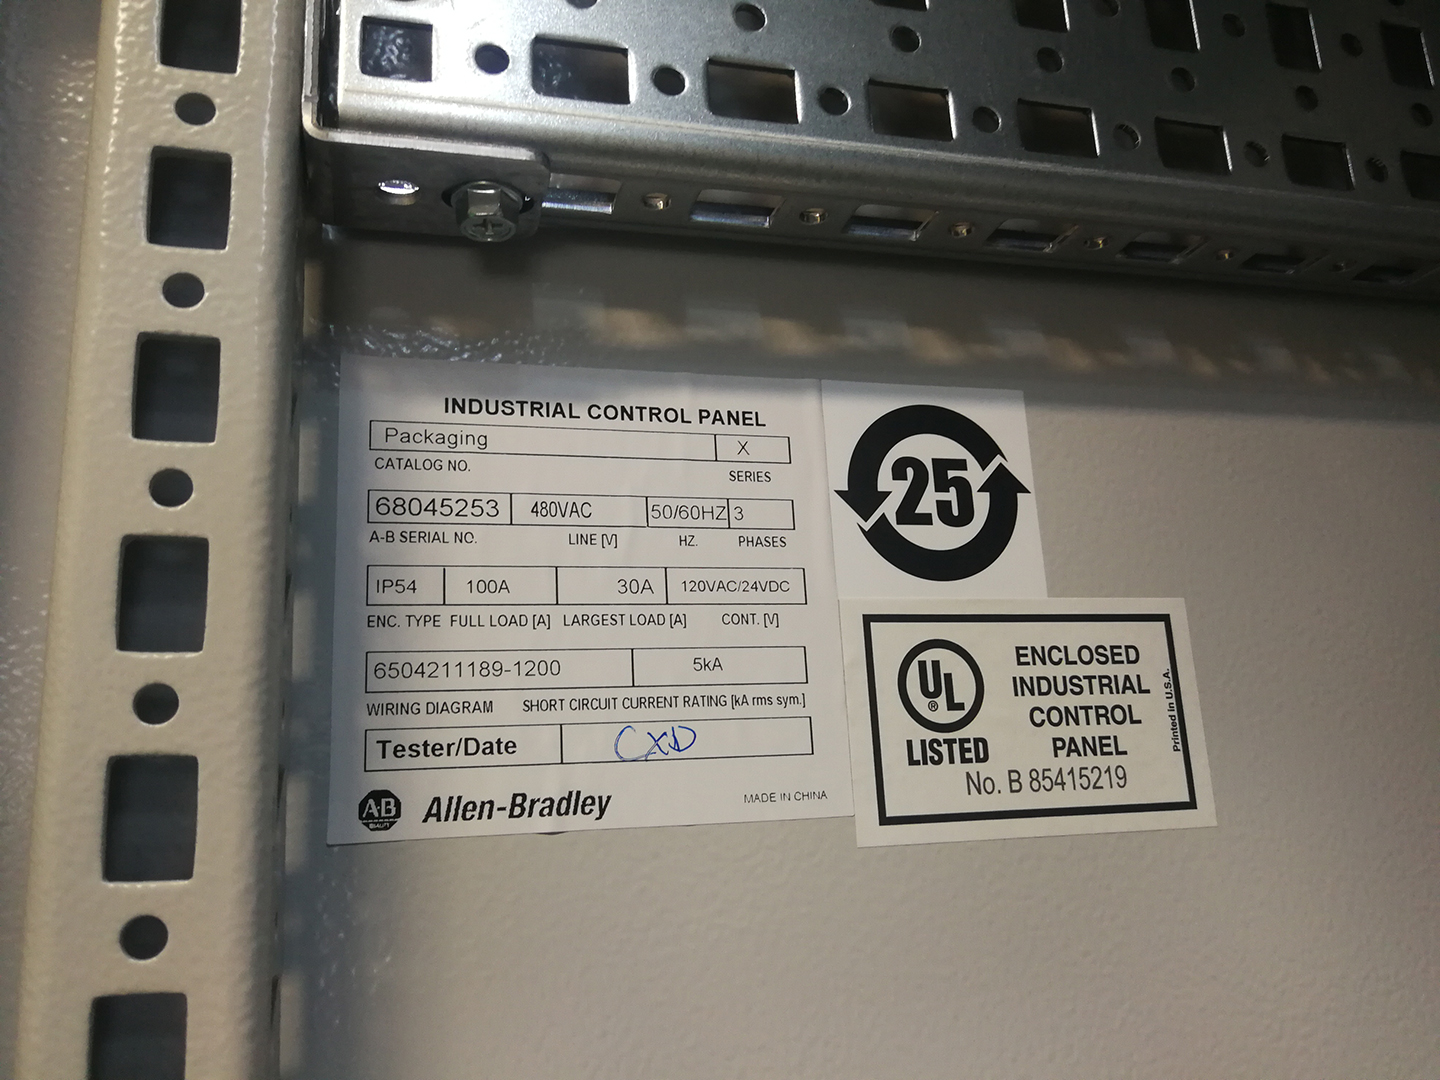 INDUSTRIAL CONTROL PANEL
Packaging X
CATALOG NO. SERIES
68045253 480VAC 50/60HZ 3
A-B SERIAL NO. LINE [V] HZ. PHASES
IP54 100A 30A 120VAC/24VDC
ENC. TYPE FULL LOAD [A] LARGEST LOAD [A] CONT. [V]
6504211189-1200 5kA
WIRING DIAGRAM SHORT CIRCUIT CURRENT RATING [kA rms sym.]
Tester/Date CXD
A-B Allen-Bradley MADE IN CHINA
25
UL
®
LISTED
ENCLOSED
INDUSTRIAL
CONTROL
PANEL
No. B 85415219
Printed in U.S.A.